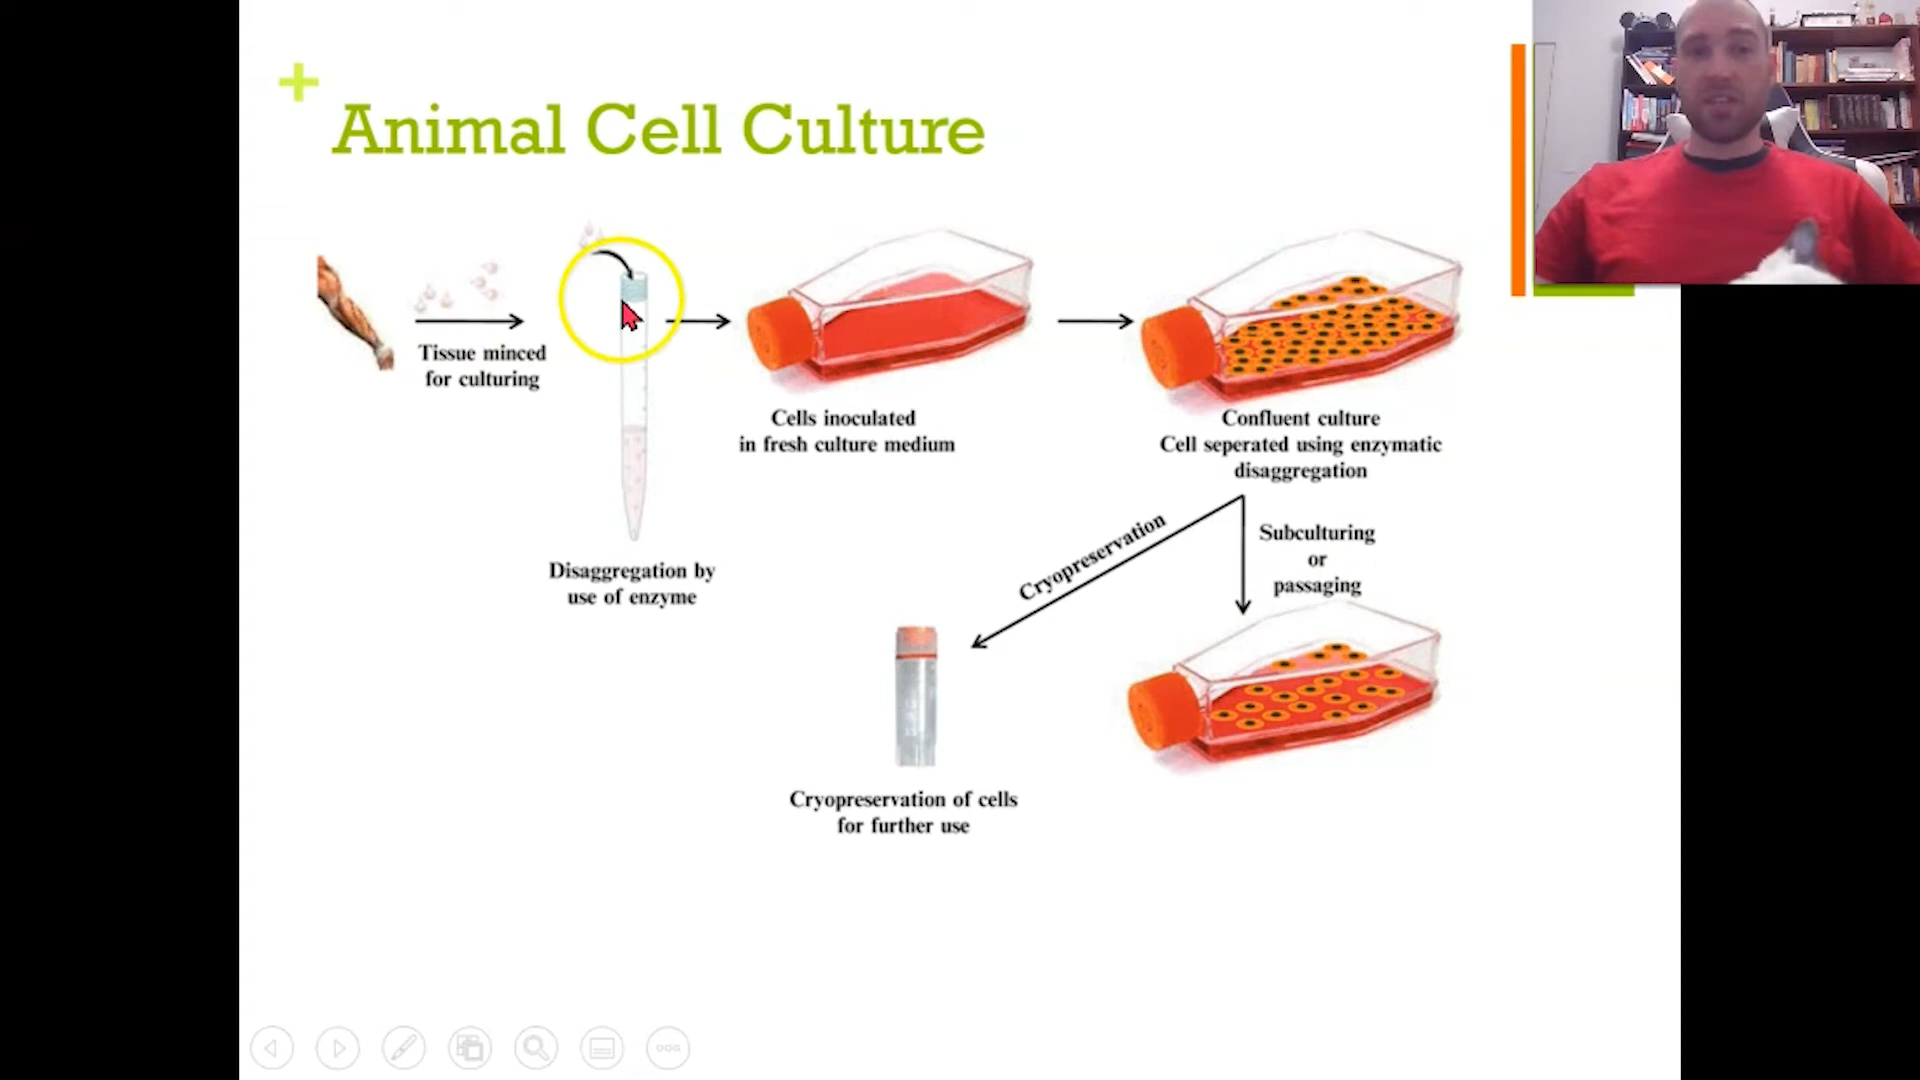 Animal Cell Culture
Tissue minced
for culturing
Disaggregation by
use of enzyme
Cells inoculated
in fresh culture medium
Confluent culture
Cell seperated using enzymatic
disaggregation
Cryopreservation
Subculturing
or
passaging
Cryopreservation of cells
for further use